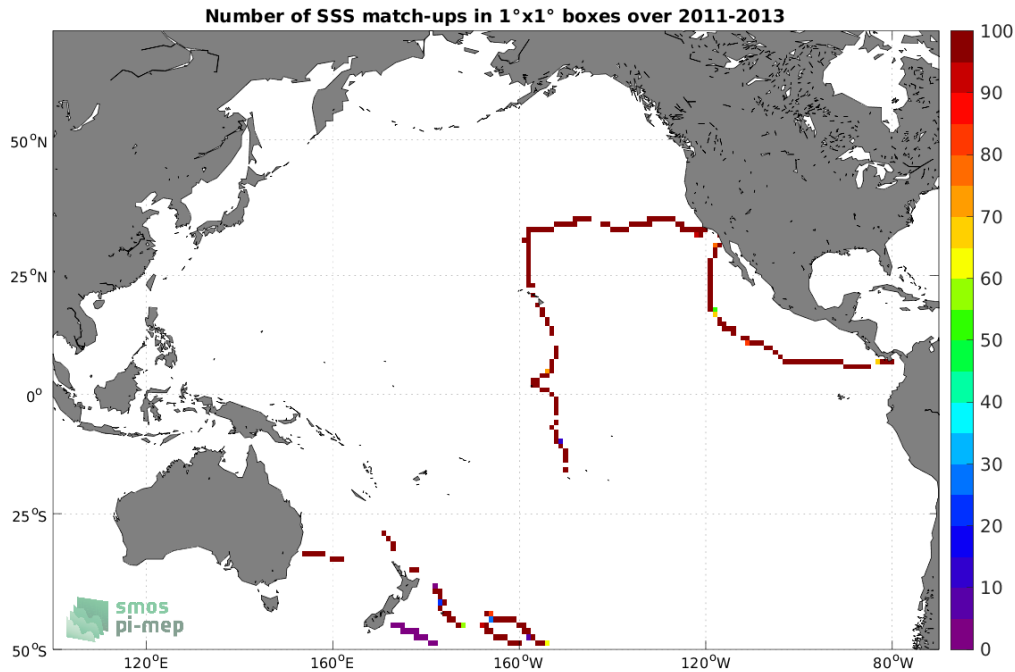 Number of SSS match-ups in 1°x1° boxes over 2011-2013
50°N
25°N
0°
25°S
50°S
120°E
160°E
160°W
120°W
80°W
100
90
80
70
60
50
40
30
20
10
0
smos
pi-mep